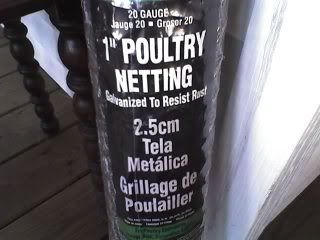 20 GAUGE
Jauge 20 ■ Grosor 20
1" POULTRY
NETTING
Galvanized To Resist Rust
2.5cm
Tela
Metálica
Grillage de
Poulailler